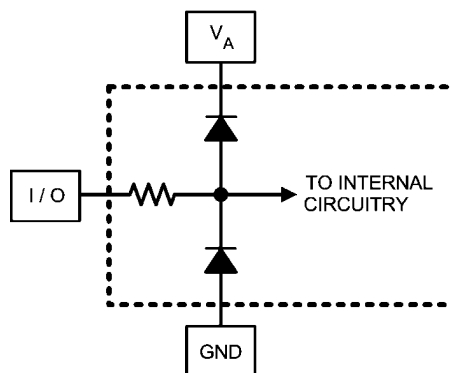 V_A
I / O
TO INTERNAL
CIRCUITRY
GND